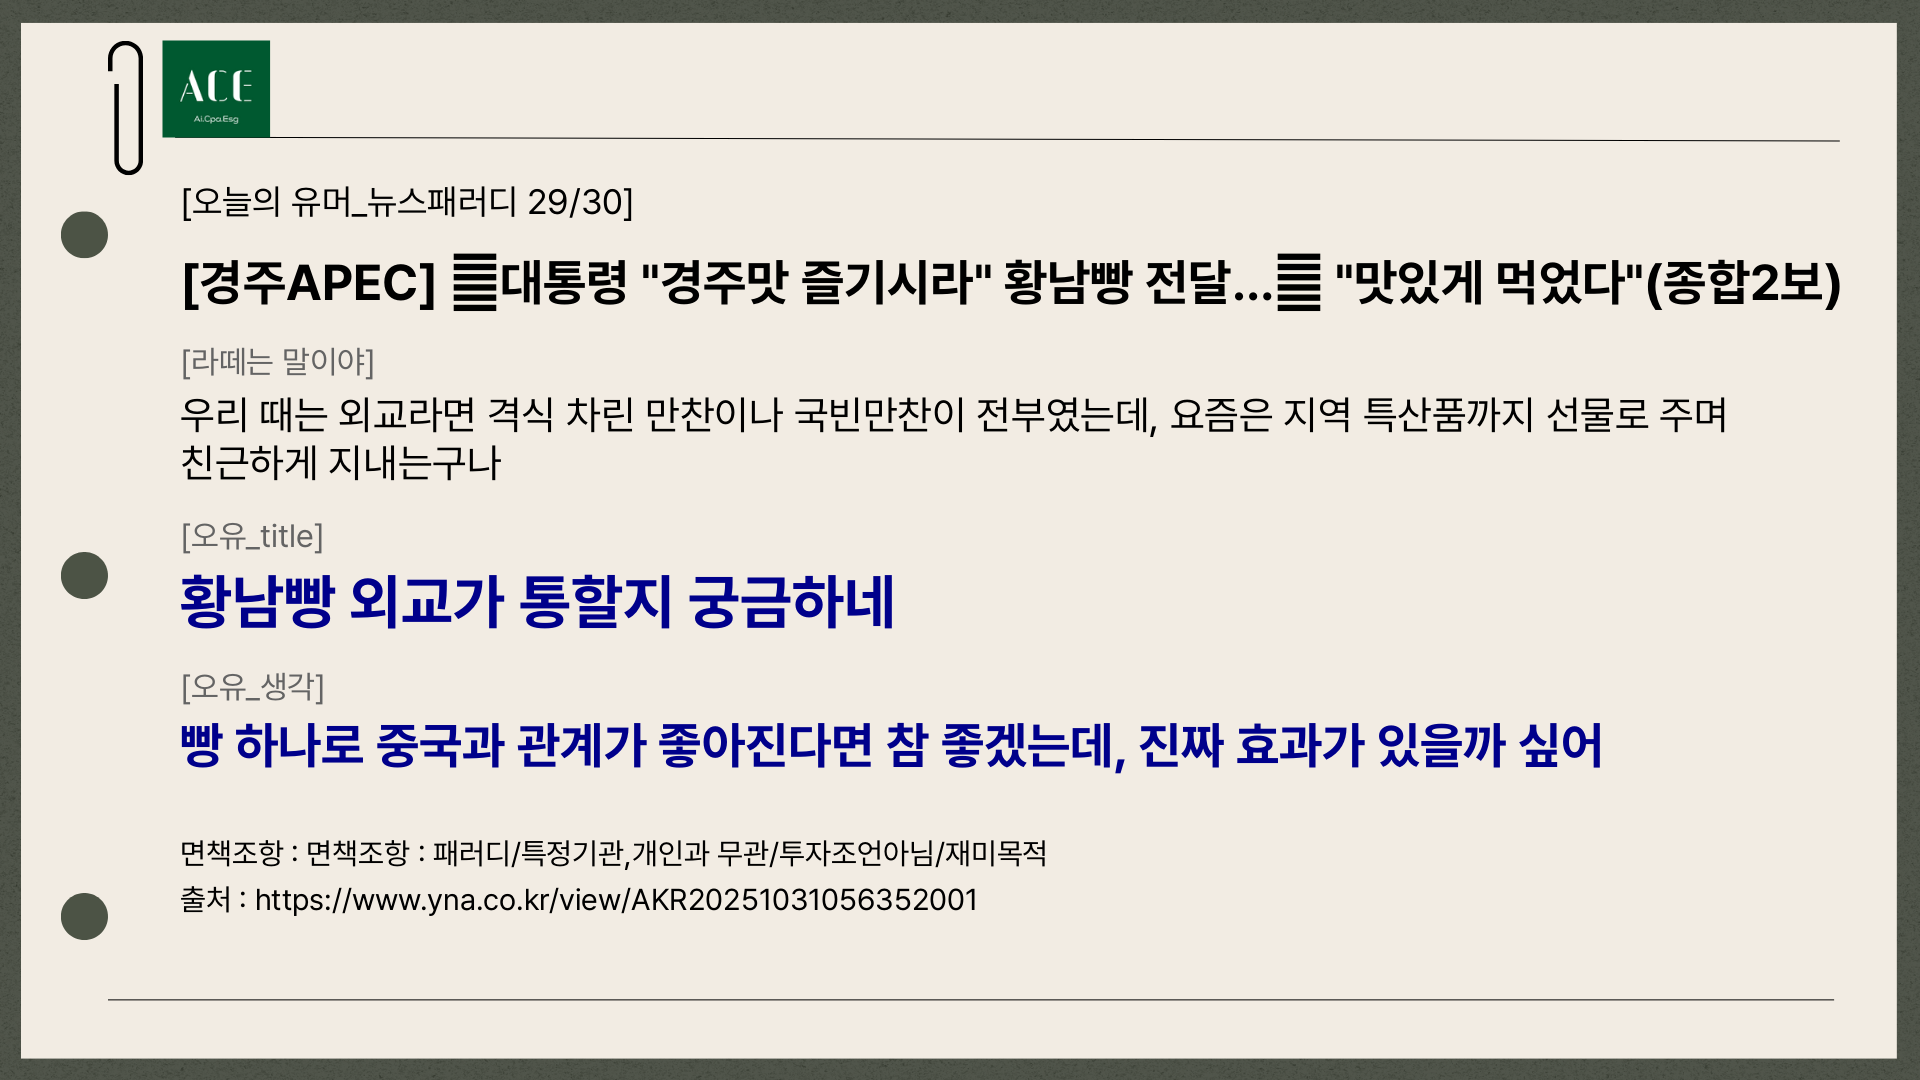 ACE
Ai.Cpa.Esg
[오늘의 유머_뉴스패러디 29/30]
[경주APEC] 대통령 "경주맛 즐기시라" 황남빵 전달... "맛있게 먹었다"(종합2보)
[라떼는 말이야]
우리 때는 외교라면 격식 차린 만찬이나 국빈만찬이 전부였는데, 요즘은 지역 특산품까지 선물로 주며
친근하게 지내는구나
[오유_title]
황남빵 외교가 통할지 궁금하네
[오유_생각]
빵 하나로 중국과 관계가 좋아진다면 참 좋겠는데, 진짜 효과가 있을까 싶어
면책조항 : 면책조항 : 패러디/특정기관,개인과 무관/투자조언아님/재미목적
출처 : https://www.yna.co.kr/view/AKR20251031056352001